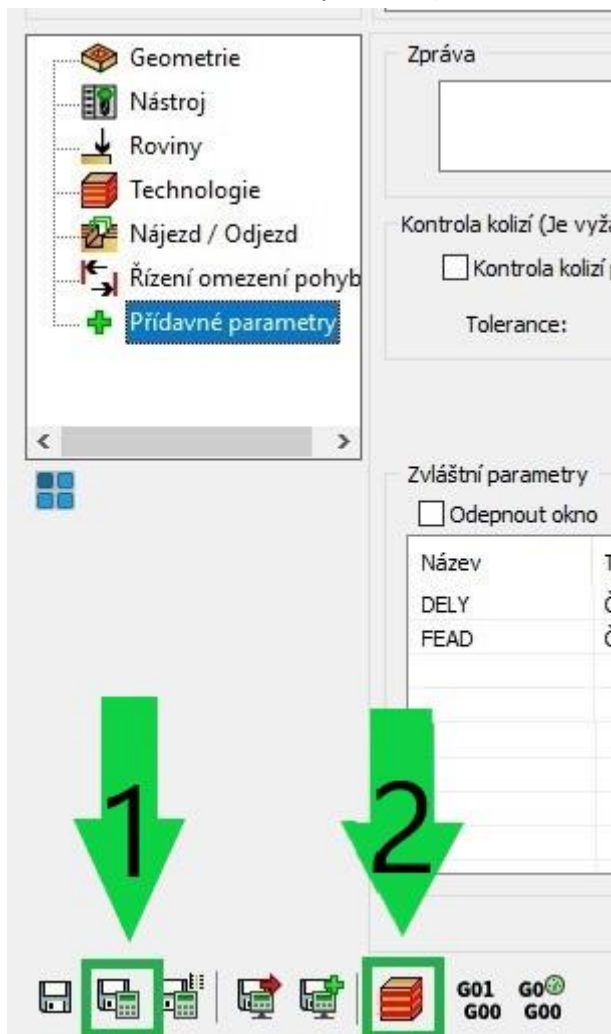 Geometrie
Nástroj
Roviny
Technologie
Nájezd / Odjezd
Řízení omezení pohyb
Přídavné parametry
Zpráva
Kontrola kolizí (Je vyža
Kontrola kolizí
Tolerance:
Zvláštní parametry
Odepnout okno
Název
DELY
FEAD
1
2
G01
G00
G0
G00